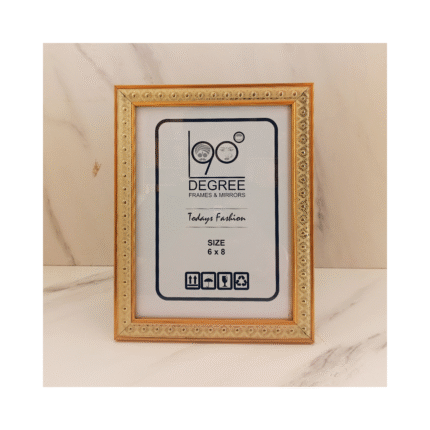 90°
DEGREE
FRAMES & MIRRORS
Todays Fashion
SIZE
6 x 8